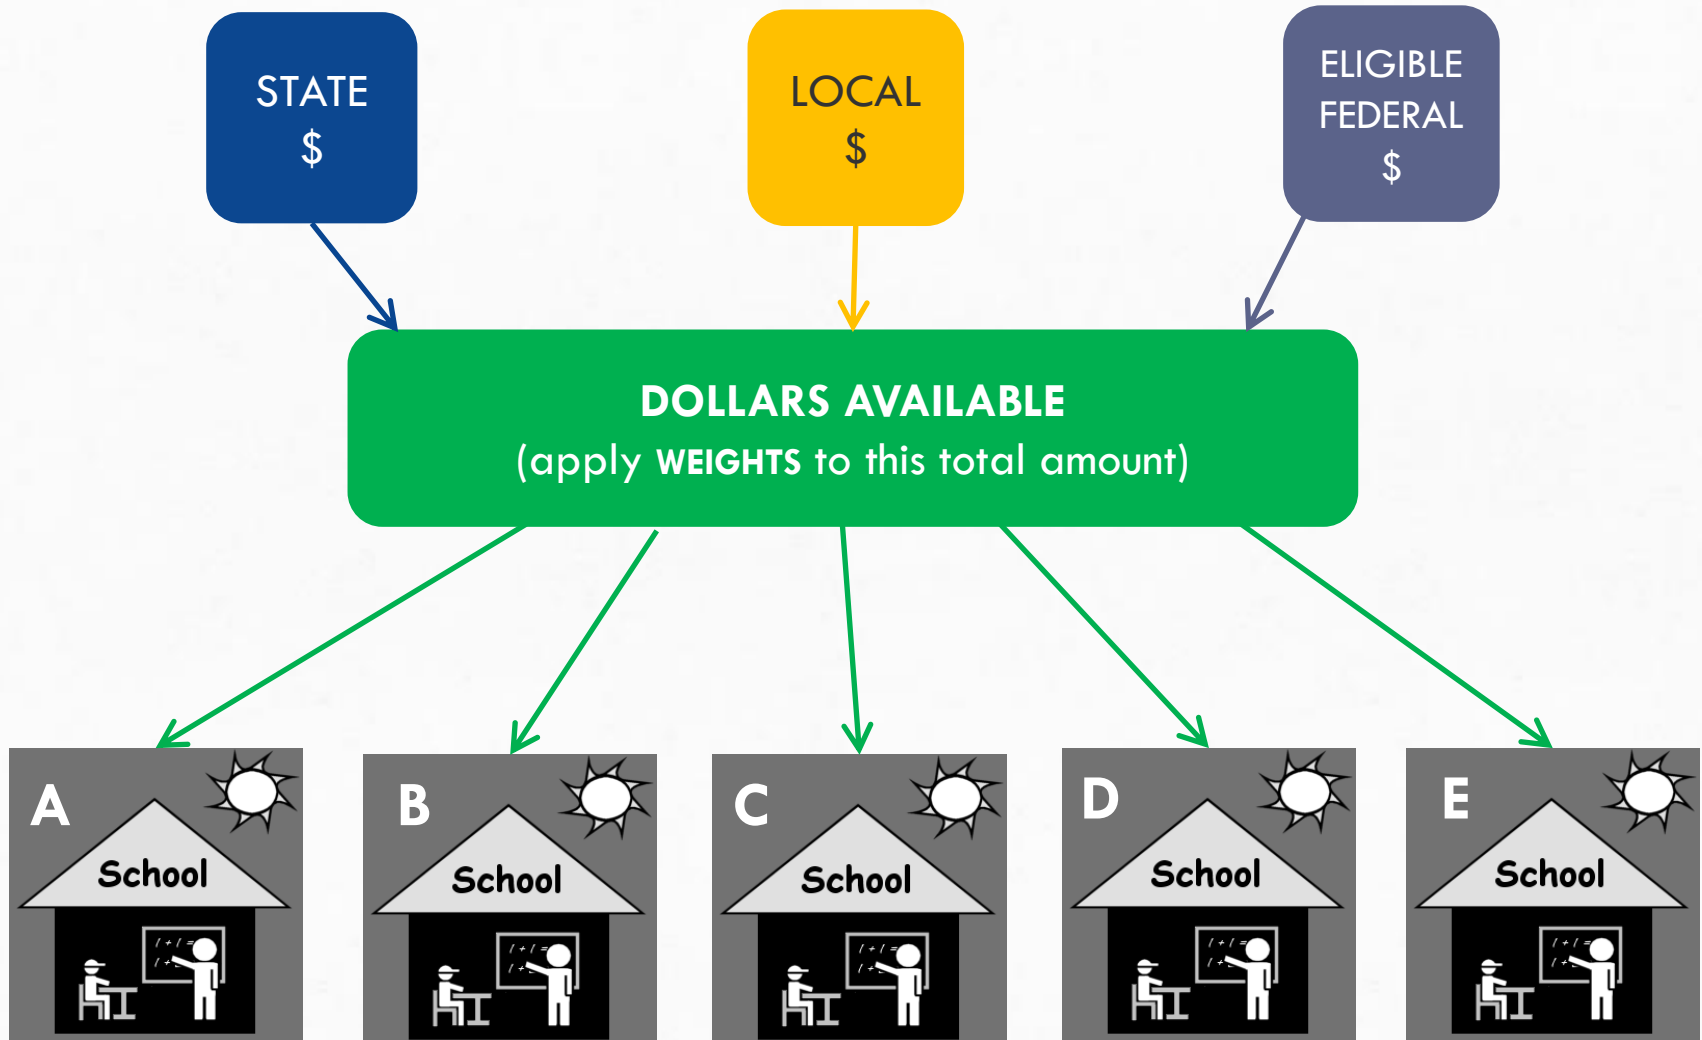 STATE
$
LOCAL
$
ELIGIBLE
FEDERAL
$
DOLLARS AVAILABLE
(apply WEIGHTS to this total amount)
A
School
B
School
C
School
D
School
E
School